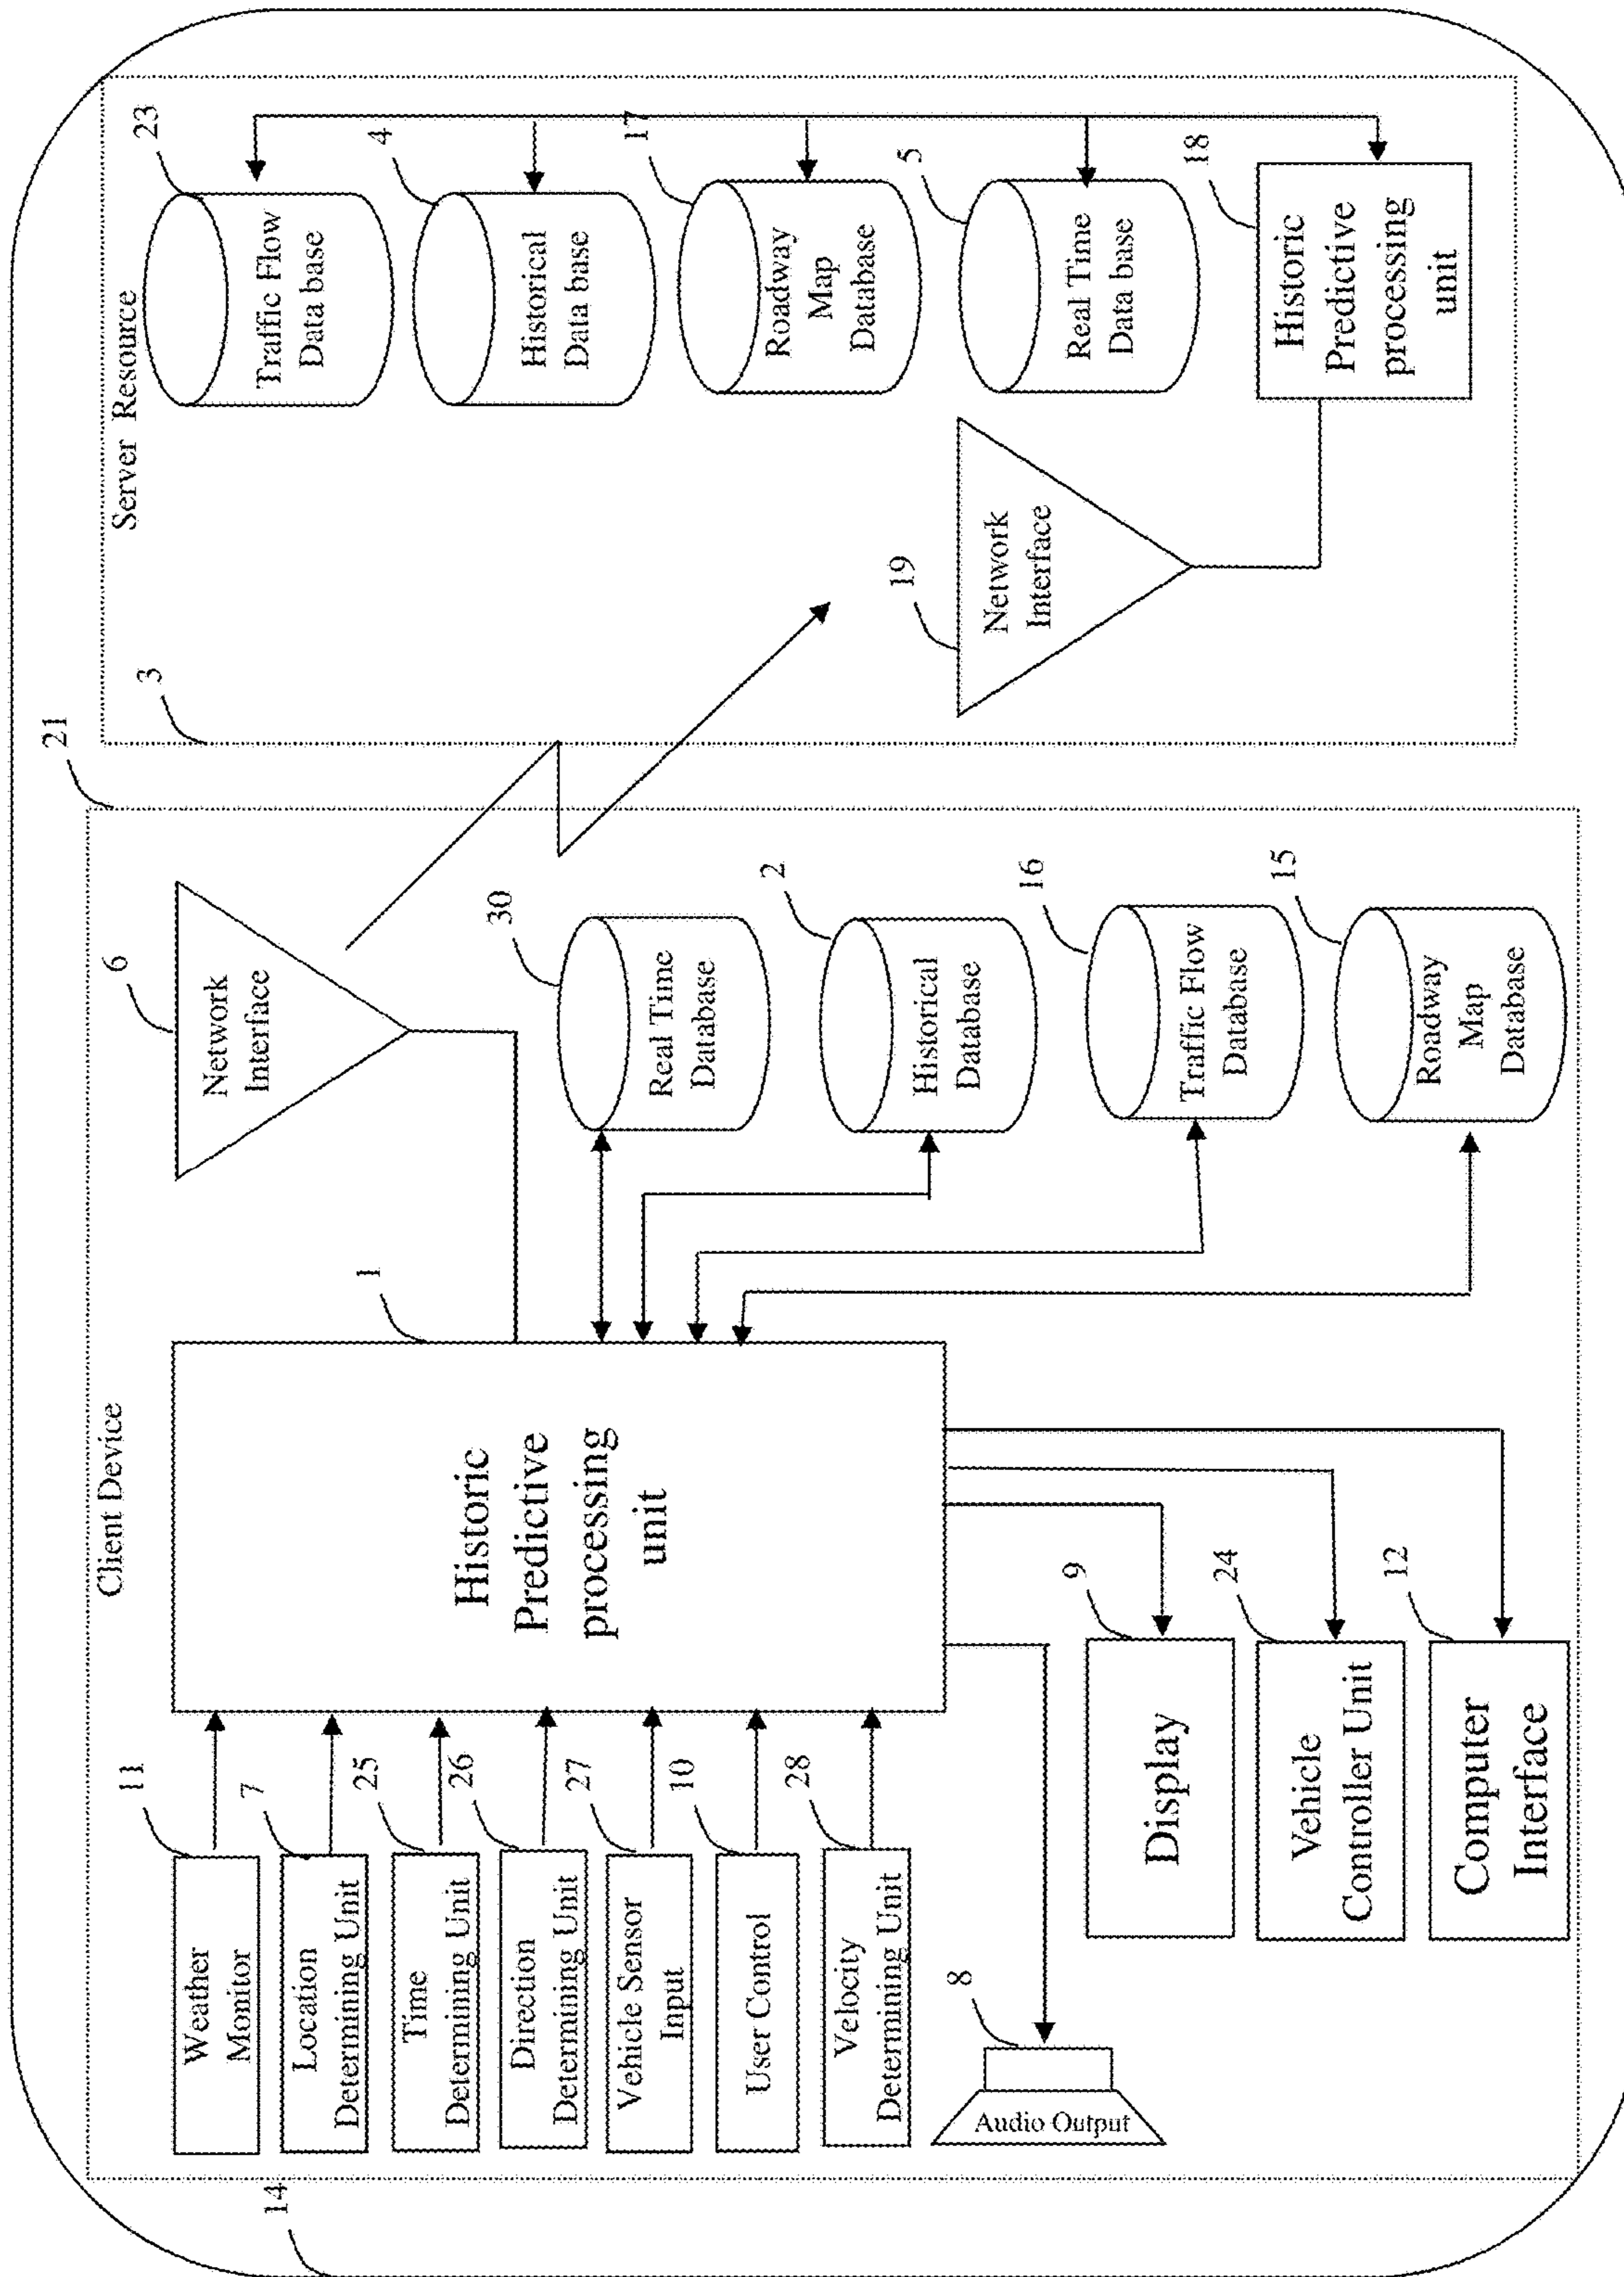 14
21
3
Client Device
11
Weather
Monitor
7
Location
Determining Unit
25
Time
Determining Unit
26
Direction
Determining Unit
27
Vehicle Sensor
Input
10
User Control
28
Velocity
Determining Unit
8
Audio Output
1
Historic
Predictive
processing
unit
9
Display
24
Vehicle
Controller Unit
12
Computer
Interface
6
Network
Interface
30
Real Time
Database
2
Historical
Database
16
Traffic Flow
Database
15
Roadway
Map
Database
Server Resource
23
Traffic Flow
Data base
4
Historical
Data base
17
Roadway
Map
Database
5
Real Time
Data base
18
Historic
Predictive
processing
unit
19
Network
Interface